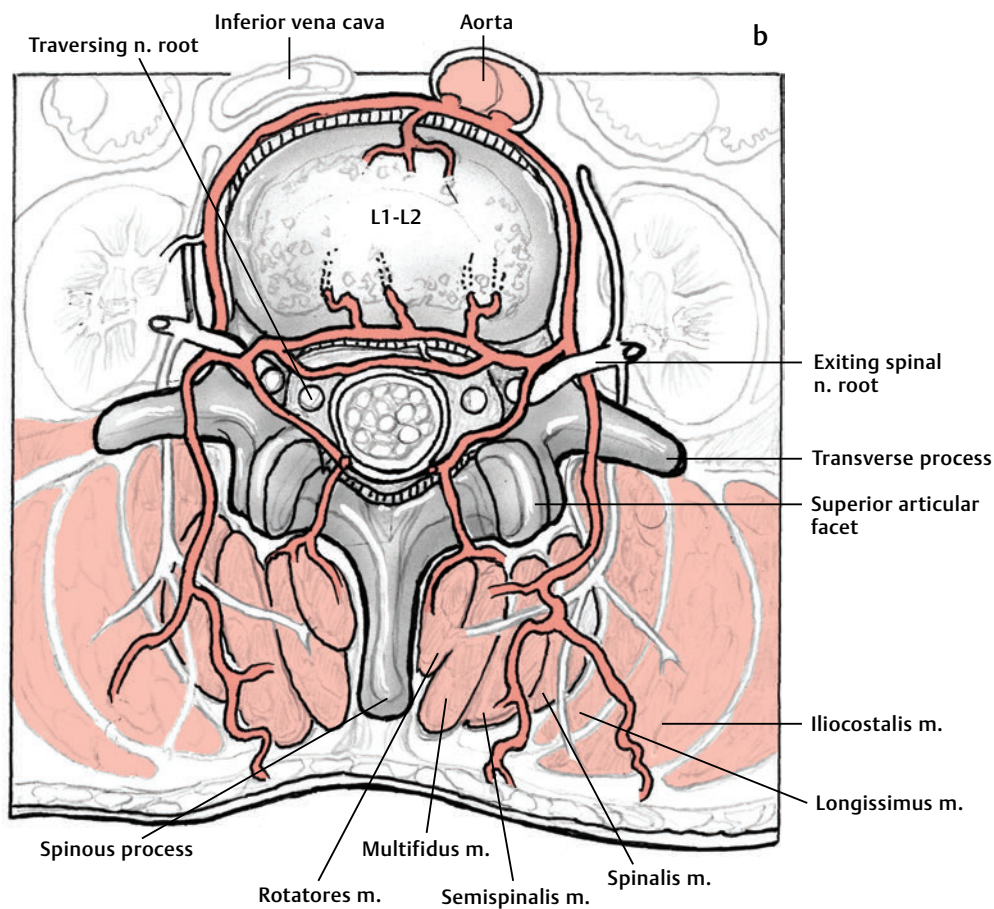 Inferior vena cava
Aorta
b
Traversing n. root
L1-L2
Exiting spinal
n. root
Transverse process
Superior articular
facet
Iliocostalis m.
Longissimus m.
Spinous process
Multifidus m.
Spinalis m.
Rotatores m.
Semispinalis m.